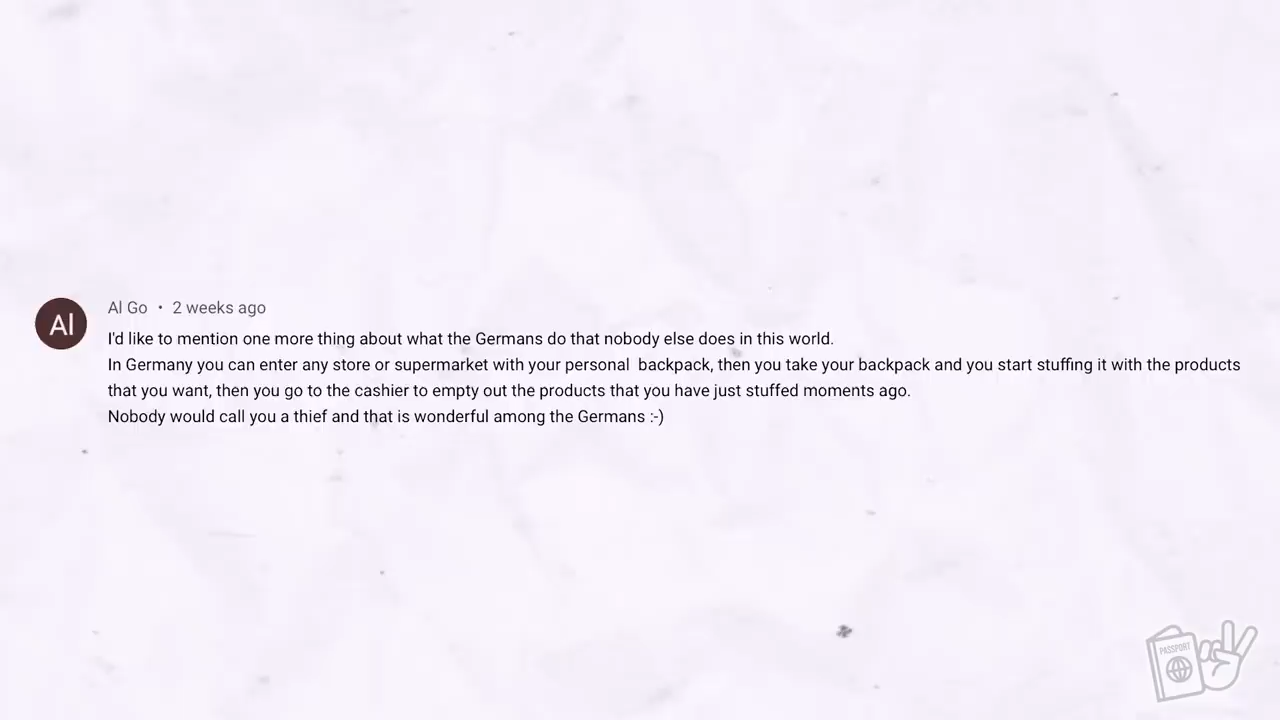 Al
Al Go • 2 weeks ago
I'd like to mention one more thing about what the Germans do that nobody else does in this world.
In Germany you can enter any store or supermarket with your personal  backpack, then you take your backpack and you start stuffing it with the products
that you want, then you go to the cashier to empty out the products that you have just stuffed moments ago.
Nobody would call you a thief and that is wonderful among the Germans :-)
PASSPORT